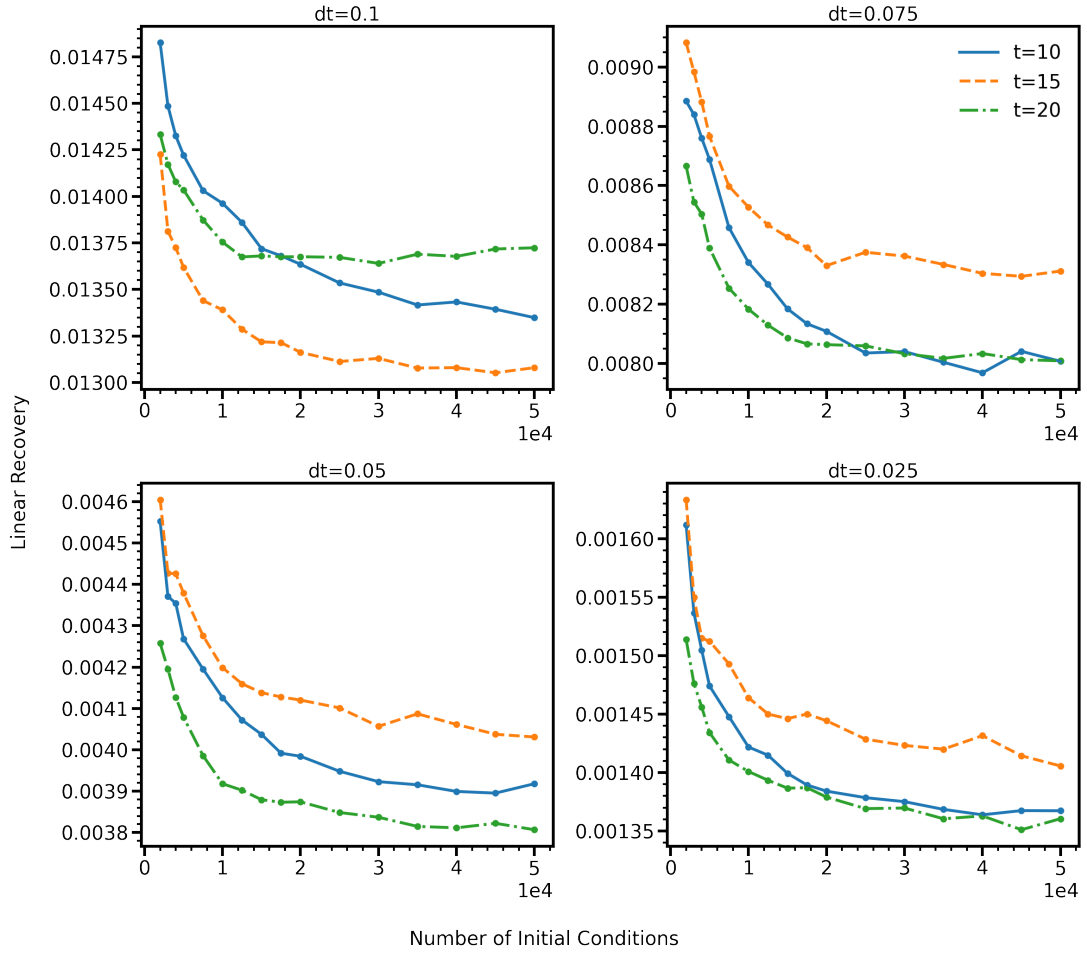 dt=0.1
0.01475
0.01450
0.01425
0.01400
0.01375
0.01350
0.01325
0.01300
0 1 2 3 4 5
1e4
dt=0.075
t=10
t=15
t=20
0.0090
0.0088
0.0086
0.0084
0.0082
0.0080
0 1 2 3 4 5
1e4
Linear Recovery
dt=0.05
0.0046
0.0045
0.0044
0.0043
0.0042
0.0041
0.0040
0.0039
0.0038
0 1 2 3 4 5
1e4
dt=0.025
0.00160
0.00155
0.00150
0.00145
0.00140
0.00135
0 1 2 3 4 5
1e4
Number of Initial Conditions